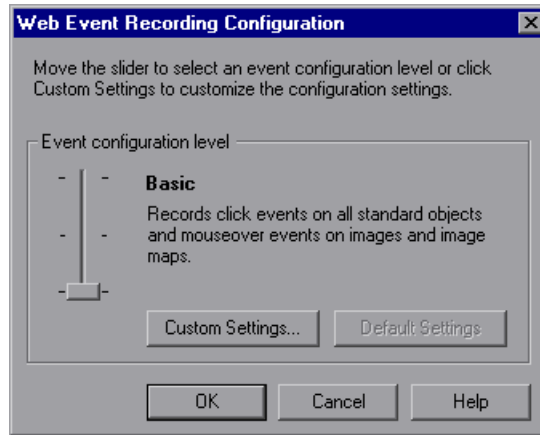 Web Event Recording Configuration
Move the slider to select an event configuration level or click
Custom Settings to customize the configuration settings.
Event configuration level
Basic
Records click events on all standard objects
and mouseover events on images and image
maps.
Custom Settings...
Default Settings
OK
Cancel
Help